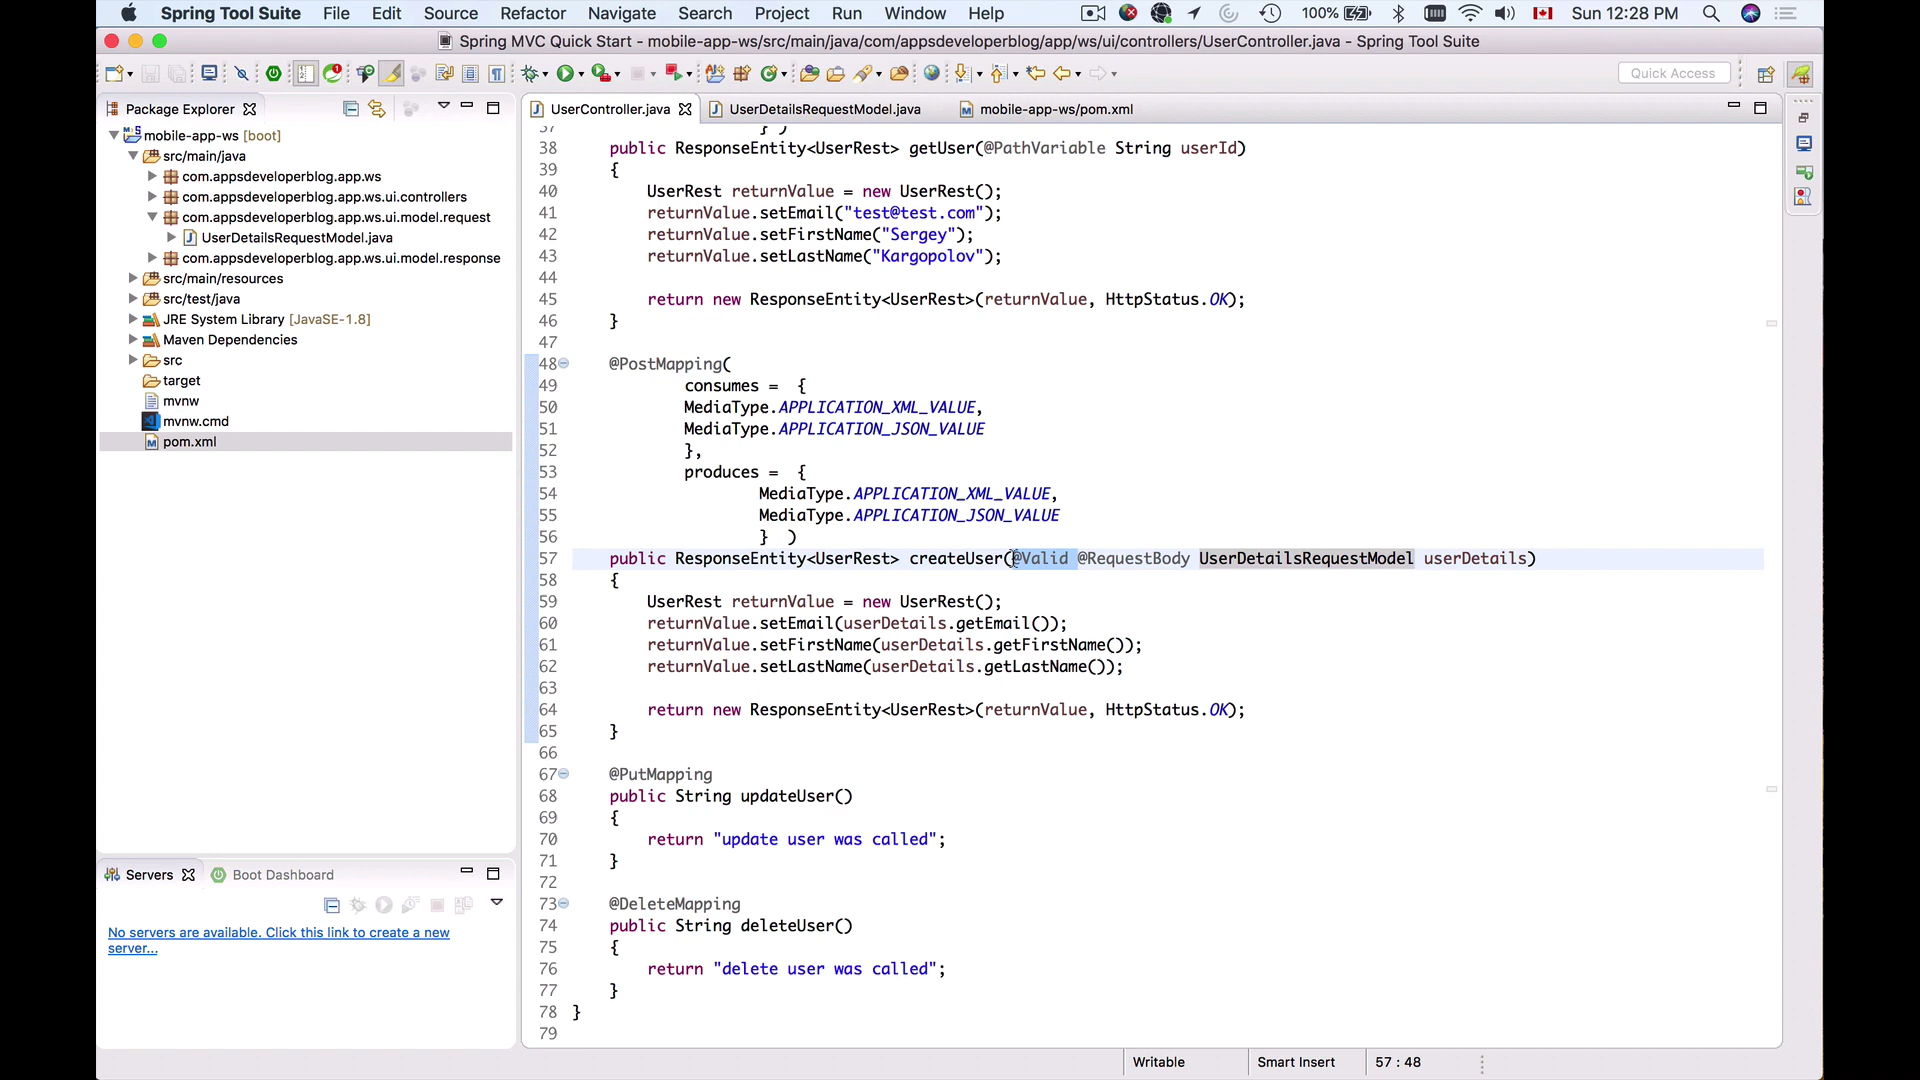 Spring Tool Suite File Edit Source Refactor Navigate Search Project Run Window Help 100% Sun 12:28 PM
Spring MVC Quick Start - mobile-app-ws/src/main/java/com/appsdeveloperblog/app/ws/ui/controllers/UserController.java - Spring Tool Suite
Quick Access
Package Explorer
mobile-app-ws [boot]
src/main/java
com.appsdeveloperblog.app.ws
com.appsdeveloperblog.app.ws.ui.controllers
com.appsdeveloperblog.app.ws.ui.model.request
UserDetailsRequestModel.java
com.appsdeveloperblog.app.ws.ui.model.response
src/main/resources
src/test/java
JRE System Library [JavaSE-1.8]
Maven Dependencies
src
target
mvnw
mvnw.cmd
pom.xml
Servers Boot Dashboard
No servers are available. Click this link to create a new
server...
UserController.java UserDetailsRequestModel.java mobile-app-ws/pom.xml
37 } )
38 public ResponseEntity<UserRest> getUser(@PathVariable String userId)
39 {
40 UserRest returnValue = new UserRest();
41 returnValue.setEmail("test@test.com");
42 returnValue.setFirstName("Sergey");
43 returnValue.setLastName("Kargopolov");
44
45 return new ResponseEntity<UserRest>(returnValue, HttpStatus.OK);
46 }
47
48 @PostMapping(
49 consumes = {
50 MediaType.APPLICATION_XML_VALUE,
51 MediaType.APPLICATION_JSON_VALUE
52 },
53 produces = {
54 MediaType.APPLICATION_XML_VALUE,
55 MediaType.APPLICATION_JSON_VALUE
56 } )
57 public ResponseEntity<UserRest> createUser(@Valid @RequestBody UserDetailsRequestModel userDetails)
58 {
59 UserRest returnValue = new UserRest();
60 returnValue.setEmail(userDetails.getEmail());
61 returnValue.setFirstName(userDetails.getFirstName());
62 returnValue.setLastName(userDetails.getLastName());
63
64 return new ResponseEntity<UserRest>(returnValue, HttpStatus.OK);
65 }
66
67 @PutMapping
68 public String updateUser()
69 {
70 return "update user was called";
71 }
72
73 @DeleteMapping
74 public String deleteUser()
75 {
76 return "delete user was called";
77 }
78 }
79
Writable Smart Insert 57 : 48